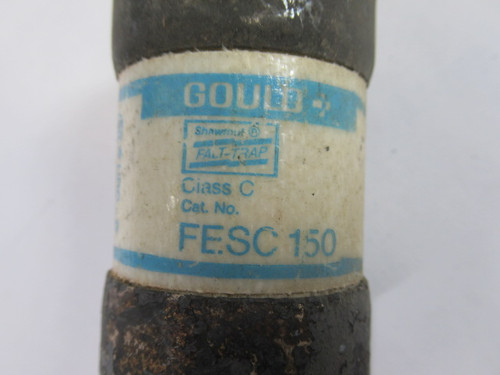 GOULD
Shawmut ®
FALT-TRAP
Class C
Cat. No.
FESC 150